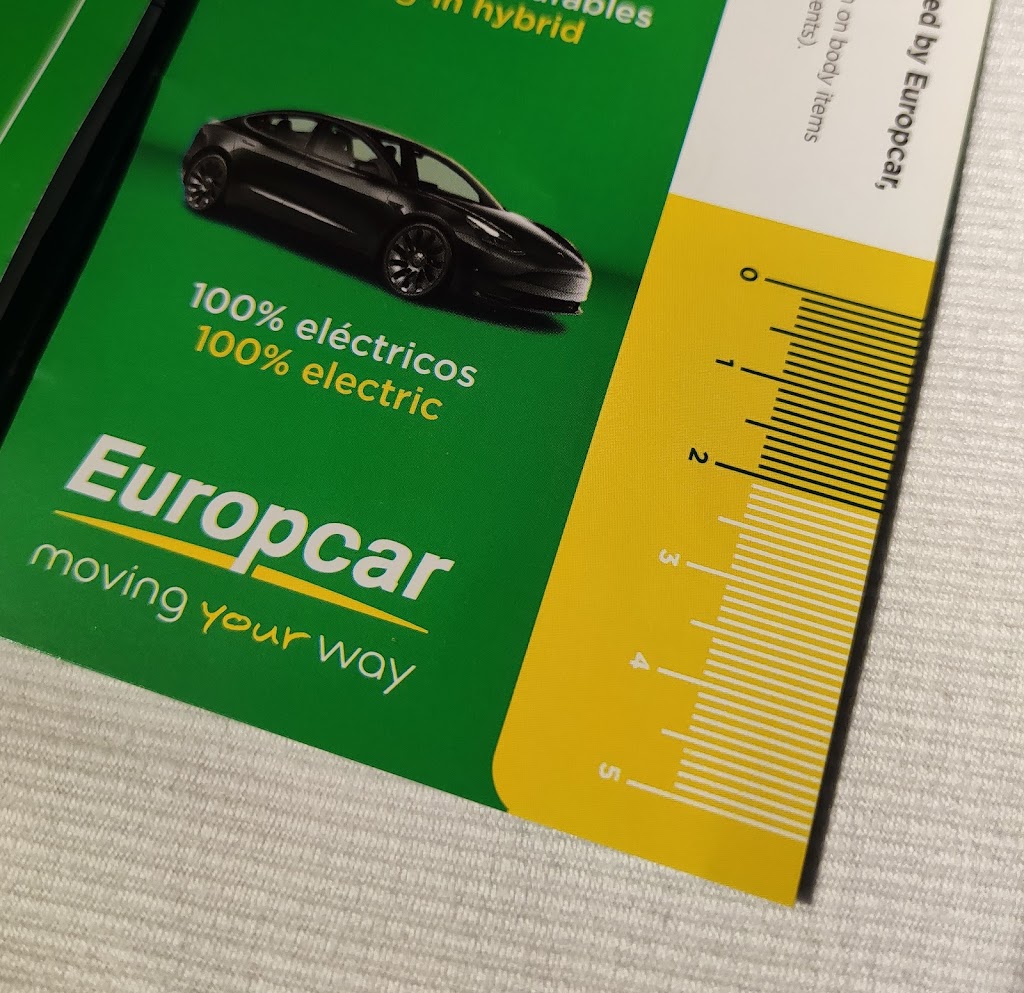 in hybrid
100% eléctricos
100% electric
Europcar
moving your way
by Europcar,
on body items
0
1
2
3
4
5